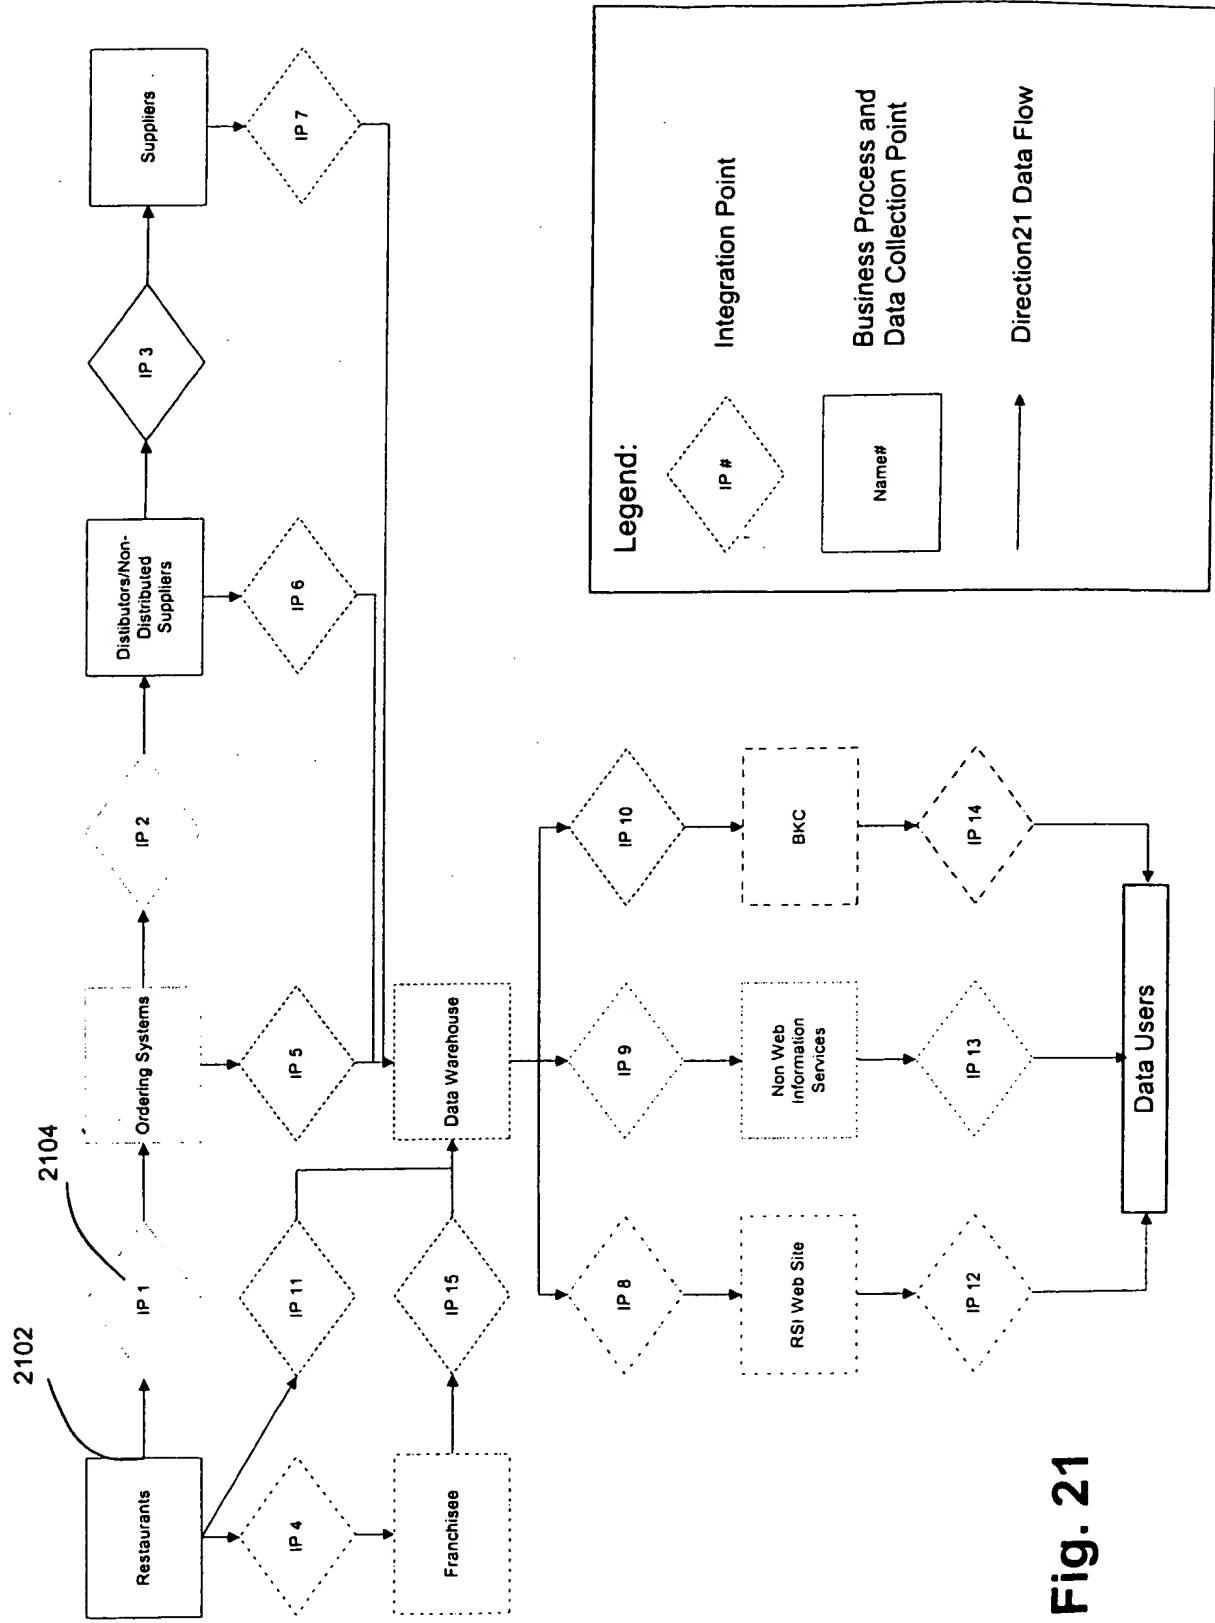 2102
2104
Restaurants
IP 1
Ordering Systems
IP 2
Distibutors/Non-
Distributed
Suppliers
IP 3
Suppliers
IP 4
IP 11
IP 5
IP 6
IP 7
Franchisee
IP 15
Data Warehouse
IP 8
IP 9
IP 10
RSI Web Site
Non Web
Information
Services
BKC
IP 12
IP 13
IP 14
Data Users
Legend:
IP #
Integration Point
Name#
Business Process and
Data Collection Point
Direction21 Data Flow
Fig. 21